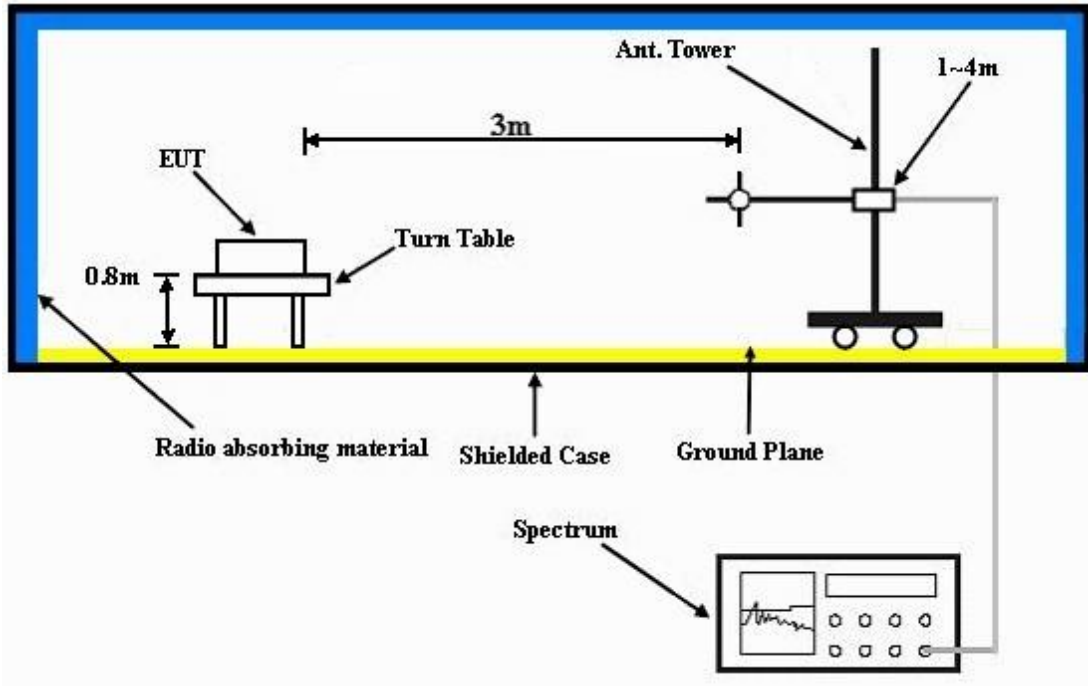 Ant. Tower
1~4m
3m
EUT
Turn Table
0.8m
Radio absorbing material
Shielded Case
Ground Plane
Spectrum